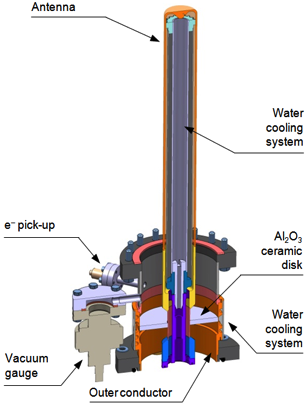 Antenna
Water
cooling
system
e⁻ pick-up
Al₂O₃
ceramic
disk
Water
cooling
system
Vacuum
gauge
Outer conductor